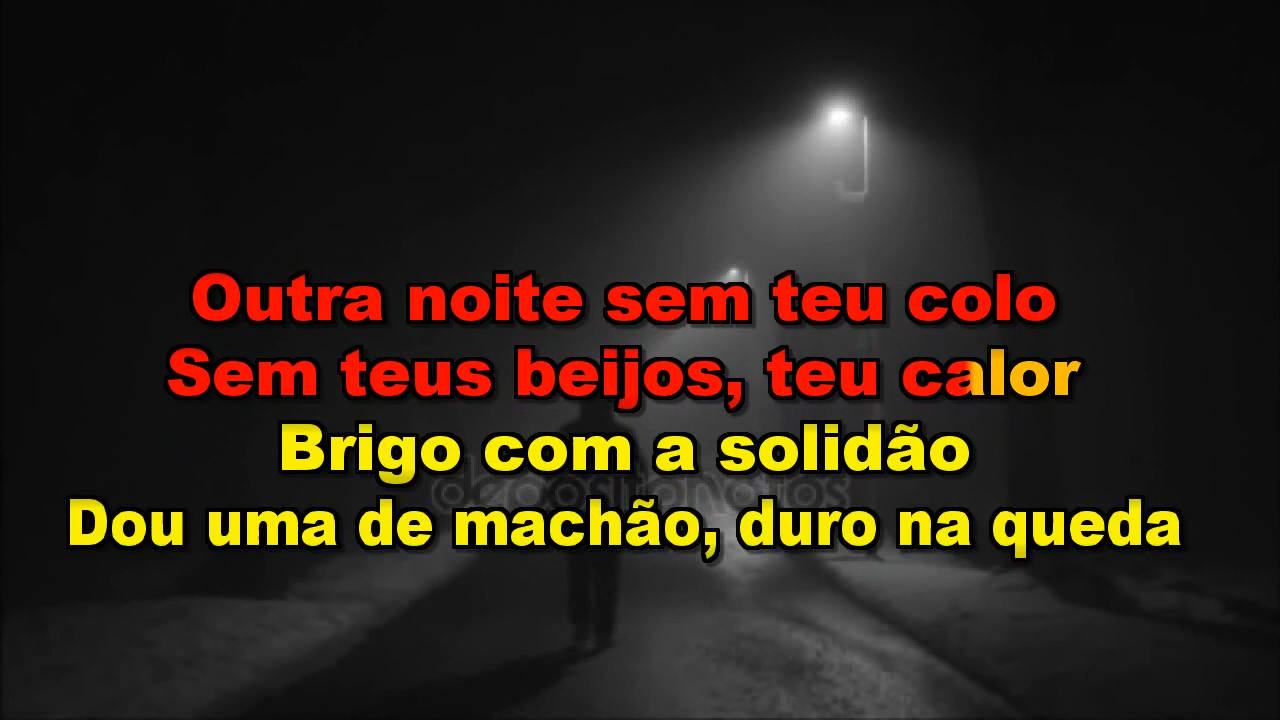 Outra noite sem teu colo
Sem teus beijos, teu calor
Brigo com a solidão
depositphotos
Dou uma de machão, duro na queda